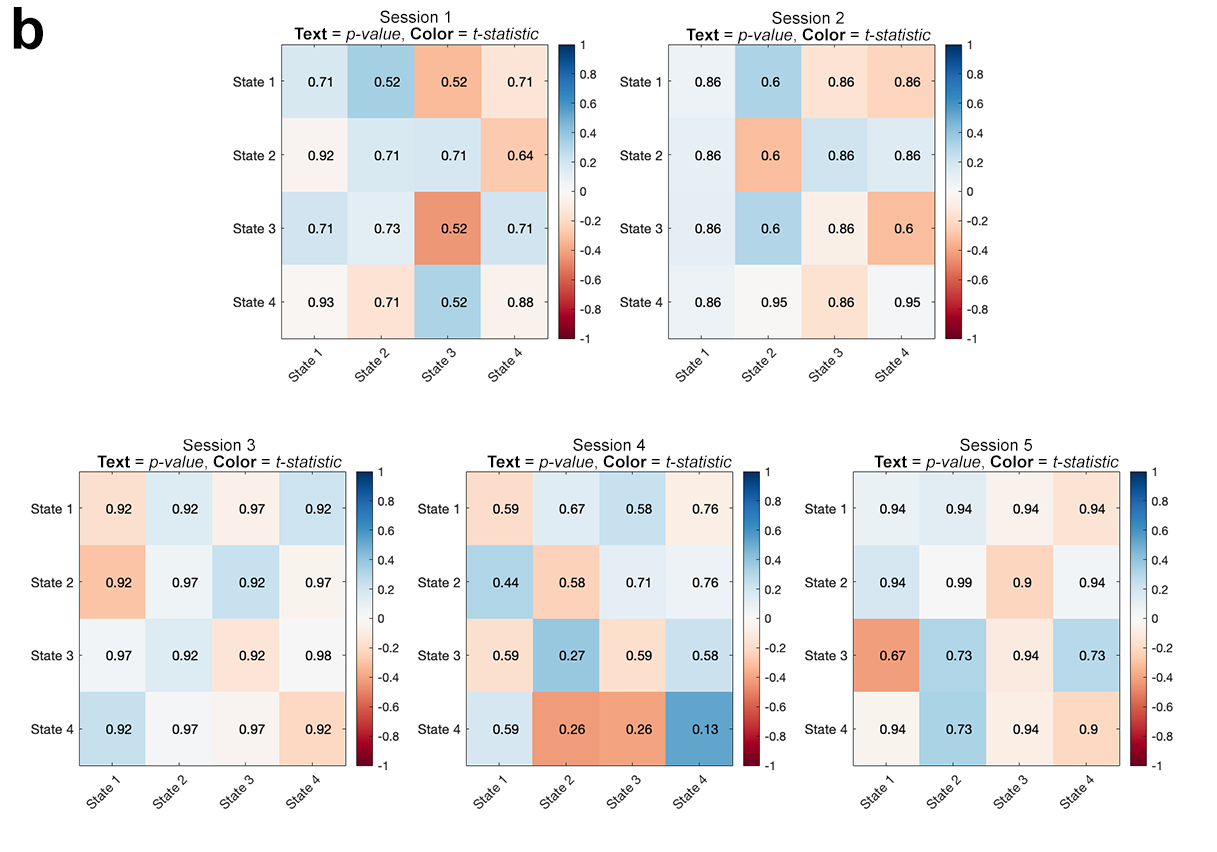 b
Session 1
Text = p-value, Color = t-statistic
State 1 0.71 0.52 0.52 0.71
State 2 0.92 0.71 0.71 0.64
State 3 0.71 0.73 0.52 0.71
State 4 0.93 0.71 0.52 0.88
State 1 State 2 State 3 State 4
1
0.8
0.6
0.4
0.2
0
-0.2
-0.4
-0.6
-0.8
-1
Session 2
Text = p-value, Color = t-statistic
State 1 0.86 0.6 0.86 0.86
State 2 0.86 0.6 0.86 0.86
State 3 0.86 0.6 0.86 0.6
State 4 0.86 0.95 0.86 0.95
State 1 State 2 State 3 State 4
1
0.8
0.6
0.4
0.2
0
-0.2
-0.4
-0.6
-0.8
-1
Session 3
Text = p-value, Color = t-statistic
State 1 0.92 0.92 0.97 0.92
State 2 0.92 0.97 0.92 0.97
State 3 0.97 0.92 0.92 0.98
State 4 0.92 0.97 0.97 0.92
State 1 State 2 State 3 State 4
1
0.8
0.6
0.4
0.2
0
-0.2
-0.4
-0.6
-0.8
-1
Session 4
Text = p-value, Color = t-statistic
State 1 0.59 0.67 0.58 0.76
State 2 0.44 0.58 0.71 0.76
State 3 0.59 0.27 0.59 0.58
State 4 0.59 0.26 0.26 0.13
State 1 State 2 State 3 State 4
1
0.8
0.6
0.4
0.2
0
-0.2
-0.4
-0.6
-0.8
-1
Session 5
Text = p-value, Color = t-statistic
State 1 0.94 0.94 0.94 0.94
State 2 0.94 0.99 0.9 0.94
State 3 0.67 0.73 0.94 0.73
State 4 0.94 0.73 0.94 0.9
State 1 State 2 State 3 State 4
1
0.8
0.6
0.4
0.2
0
-0.2
-0.4
-0.6
-0.8
-1